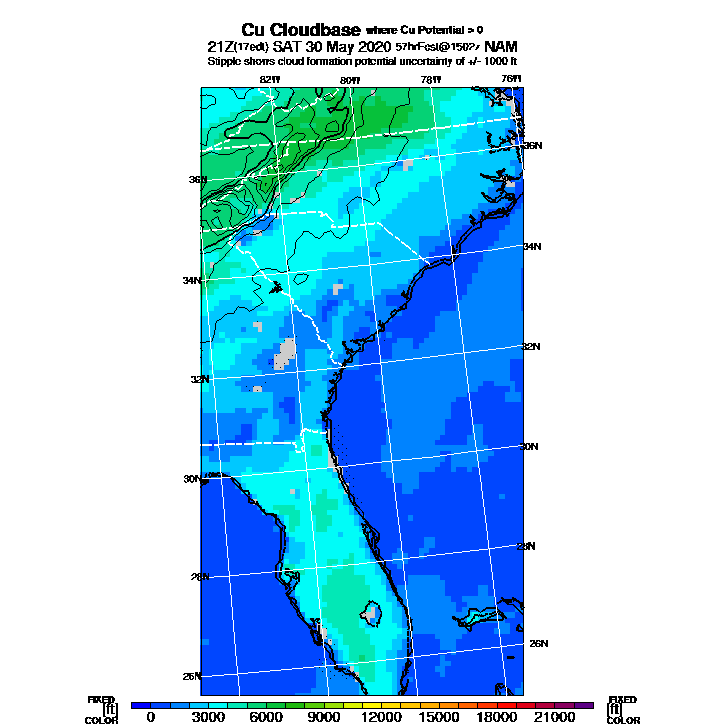 Cu Cloudbase where Cu Potential > 0
21Z(17edt) SAT 30 May 2020 57hrFcst@1502z NAM
Stipple shows cloud formation potential uncertainty of +/- 1000 ft
82W 80W 78W 76W
36N
36N
34N
34N
32N
32N
30N
30N
28N
28N
26N
26N
FIXED FIXED
[ft] [ft]
COLOR COLOR
0 3000 6000 9000 12000 15000 18000 21000